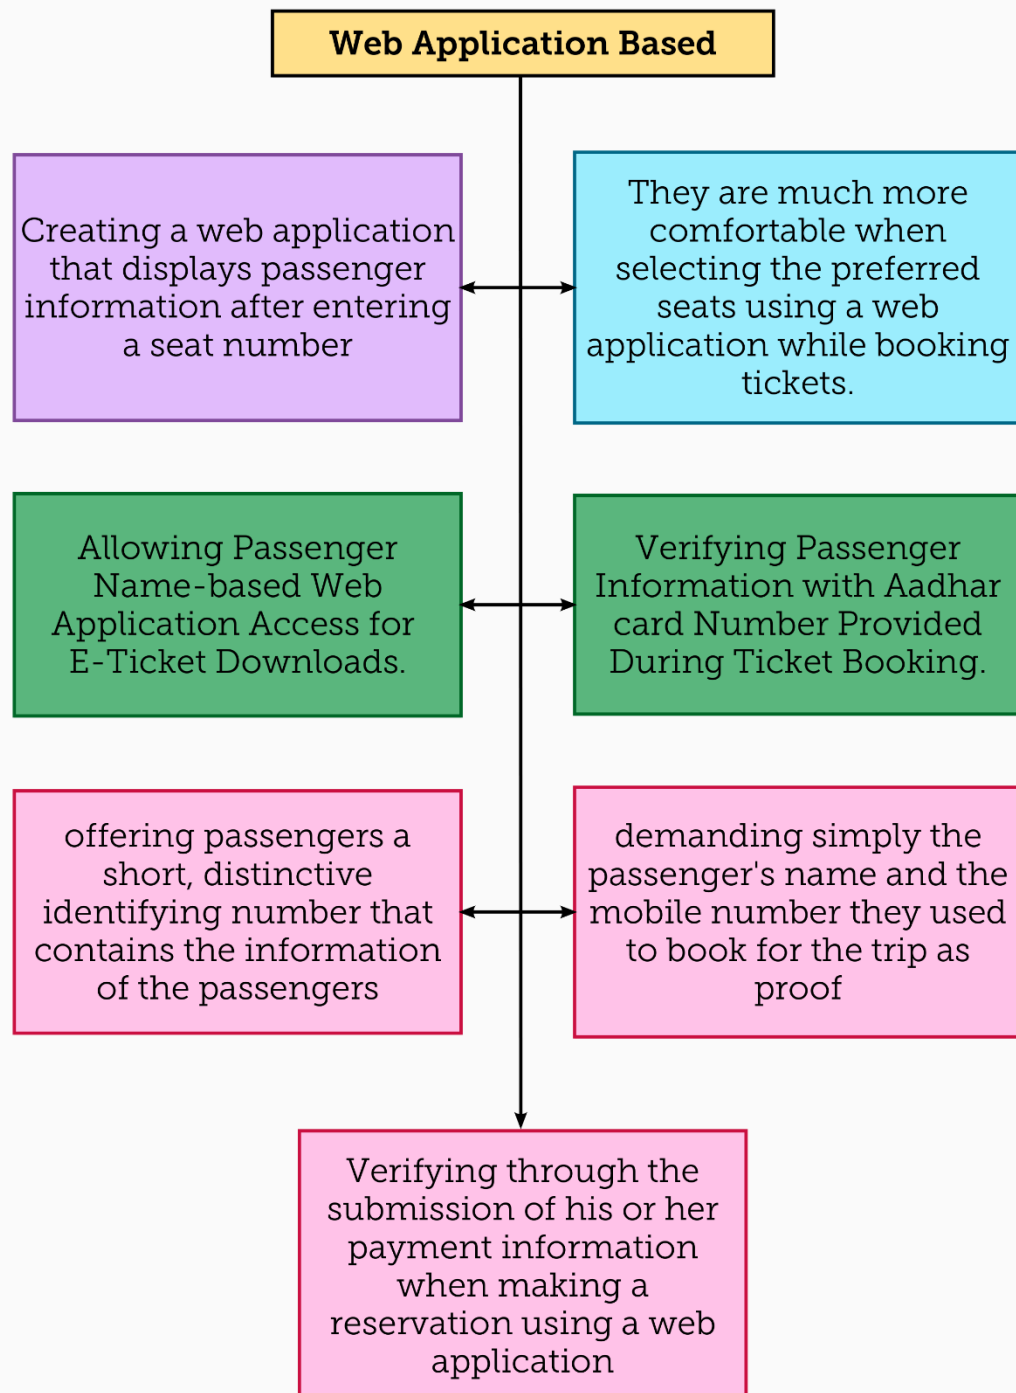 Web Application Based
Creating a web application
that displays passenger
information after entering
a seat number
They are much more
comfortable when
selecting the preferred
seats using a web
application while booking
tickets.
Allowing Passenger
Name-based Web
Application Access for
E-Ticket Downloads.
Verifying Passenger
Information with Aadhar
card Number Provided
During Ticket Booking.
offering passengers a
short, distinctive
identifying number that
contains the information
of the passengers
demanding simply the
passenger's name and the
mobile number they used
to book for the trip as
proof
Verifying through the
submission of his or her
payment information
when making a
reservation using a web
application